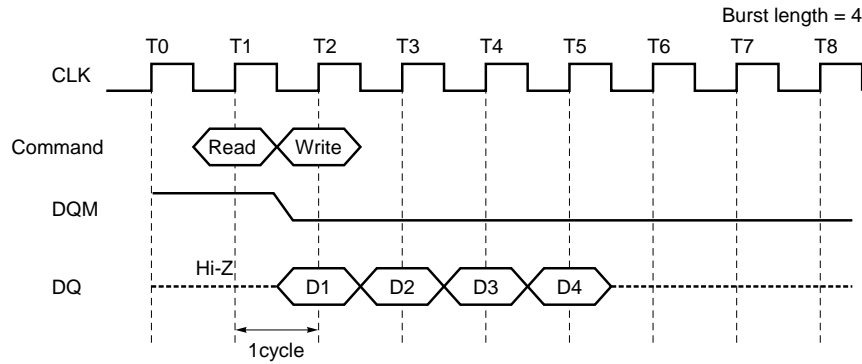 Burst length = 4
T0 T1 T2 T3 T4 T5 T6 T7 T8
CLK
Command Read Write
DQM
Hi-Z
DQ D1 D2 D3 D4
1cycle